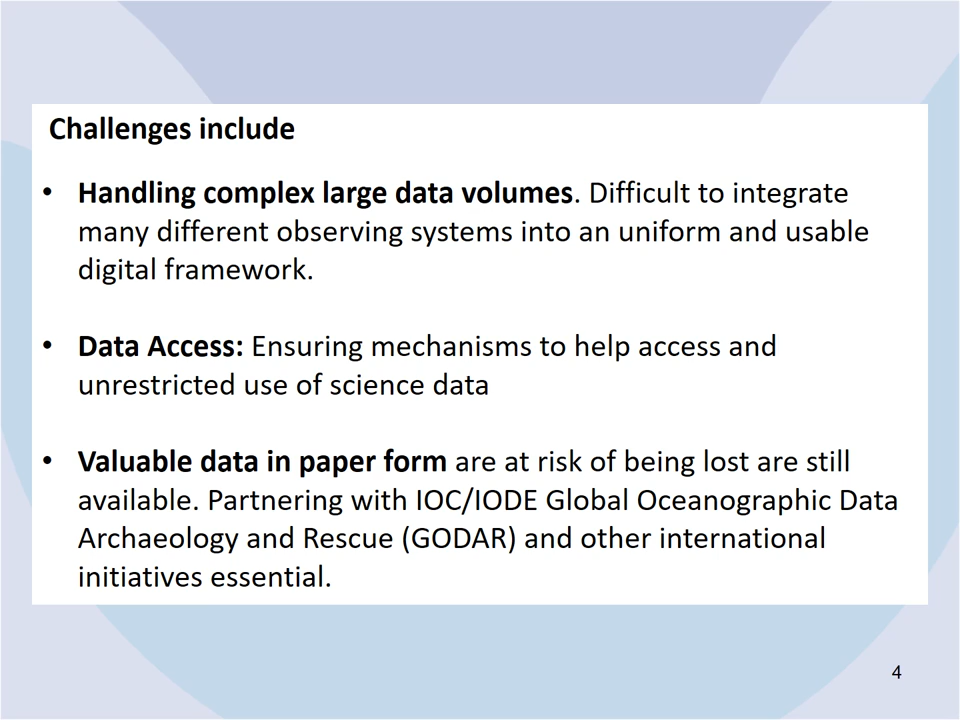 Challenges include
• Handling complex large data volumes. Difficult to integrate
many different observing systems into an uniform and usable
digital framework.
• Data Access: Ensuring mechanisms to help access and
unrestricted use of science data
• Valuable data in paper form are at risk of being lost are still
available. Partnering with IOC/IODE Global Oceanographic Data
Archaeology and Rescue (GODAR) and other international
initiatives essential.
4